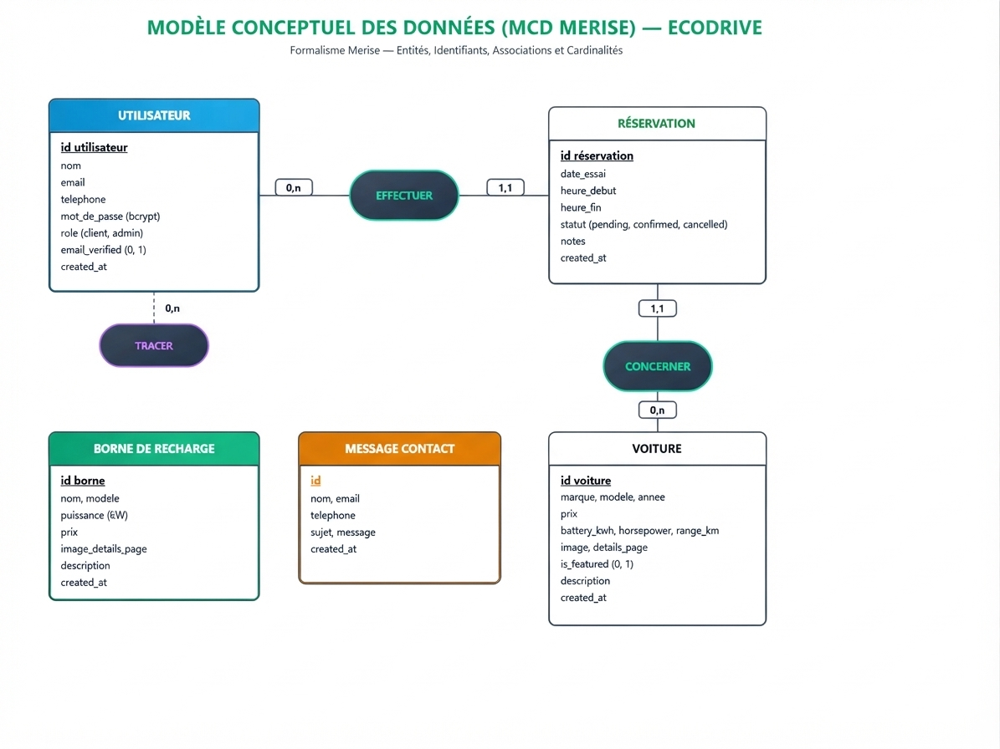 MODÈLE CONCEPTUEL DES DONNÉES (MCD MERISE) — ECODRIVE
Formalisme Merise — Entités, Identifiants, Associations et Cardinalités
UTILISATEUR
id utilisateur
nom
email
telephone
mot_de_passe (bcrypt)
role (client, admin)
email_verified (0, 1)
created_at
0,n
EFFECTUER
1,1
RÉSERVATION
id réservation
date_essai
heure_debut
heure_fin
statut (pending, confirmed, cancelled)
notes
created_at
0,n
TRACER
1,1
CONCERNER
0,n
BORNE DE RECHARGE
id borne
nom, modele
puissance (kW)
prix
image_details_page
description
created_at
MESSAGE CONTACT
id
nom, email
telephone
sujet, message
created_at
VOITURE
id voiture
marque, modele, annee
prix
battery_kwh, horsepower, range_km
image, details_page
is_featured (0, 1)
description
created_at